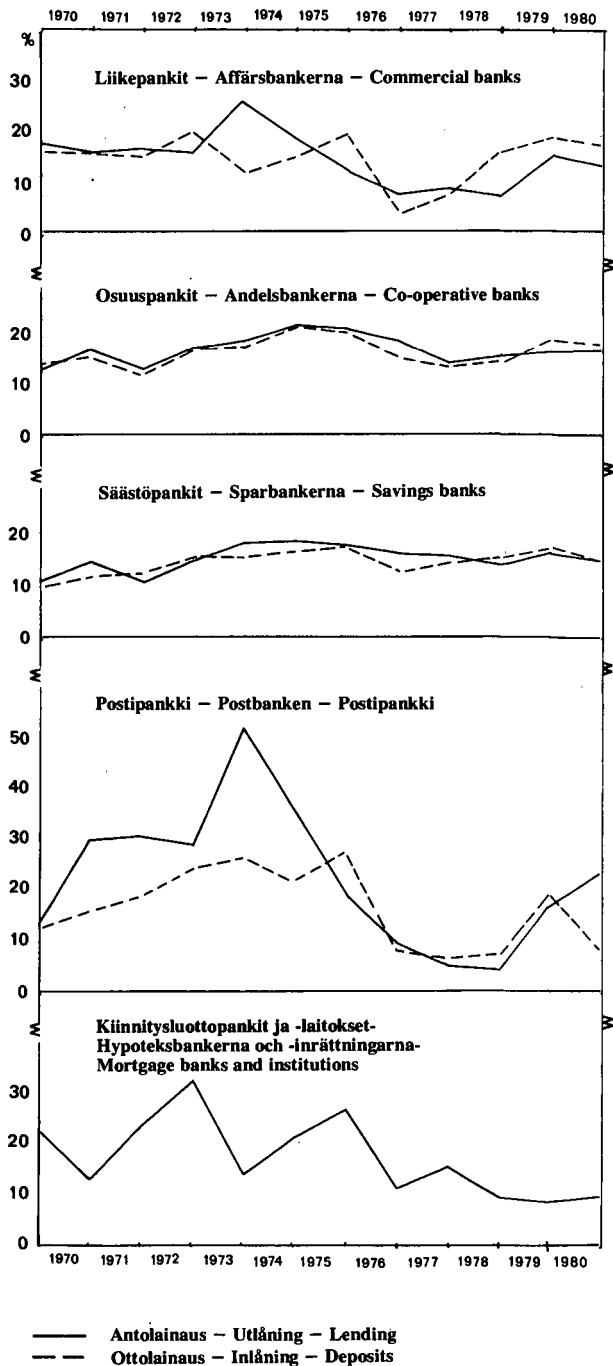 1970 1971 1972 1973 1974 1975 1976 1977 1978 1979 1980
%
Liikepankit – Affärsbankerna – Commercial banks
30
20
10
0
Osuuspankit – Andelsbankerna – Co-operative banks
20
10
0
Säästöpankit – Sparbankerna – Savings banks
20
10
0
Postipankki – Postbanken – Postipankki
50
40
30
20
10
0
Kiinnitysluottopankit ja -laitokset-
Hypoteksbankerna och -inrättningarna-
Mortgage banks and institutions
30
20
10
0
1970 1971 1972 1973 1974 1975 1976 1977 1978 1979 1980
Antolainaus – Utlåning – Lending
Ottolainaus – Inlåning – Deposits